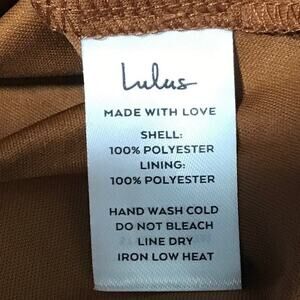 Lulus
MADE WITH LOVE
SHELL:
100% POLYESTER
LINING:
100% POLYESTER
HAND WASH COLD
DO NOT BLEACH
LINE DRY
IRON LOW HEAT